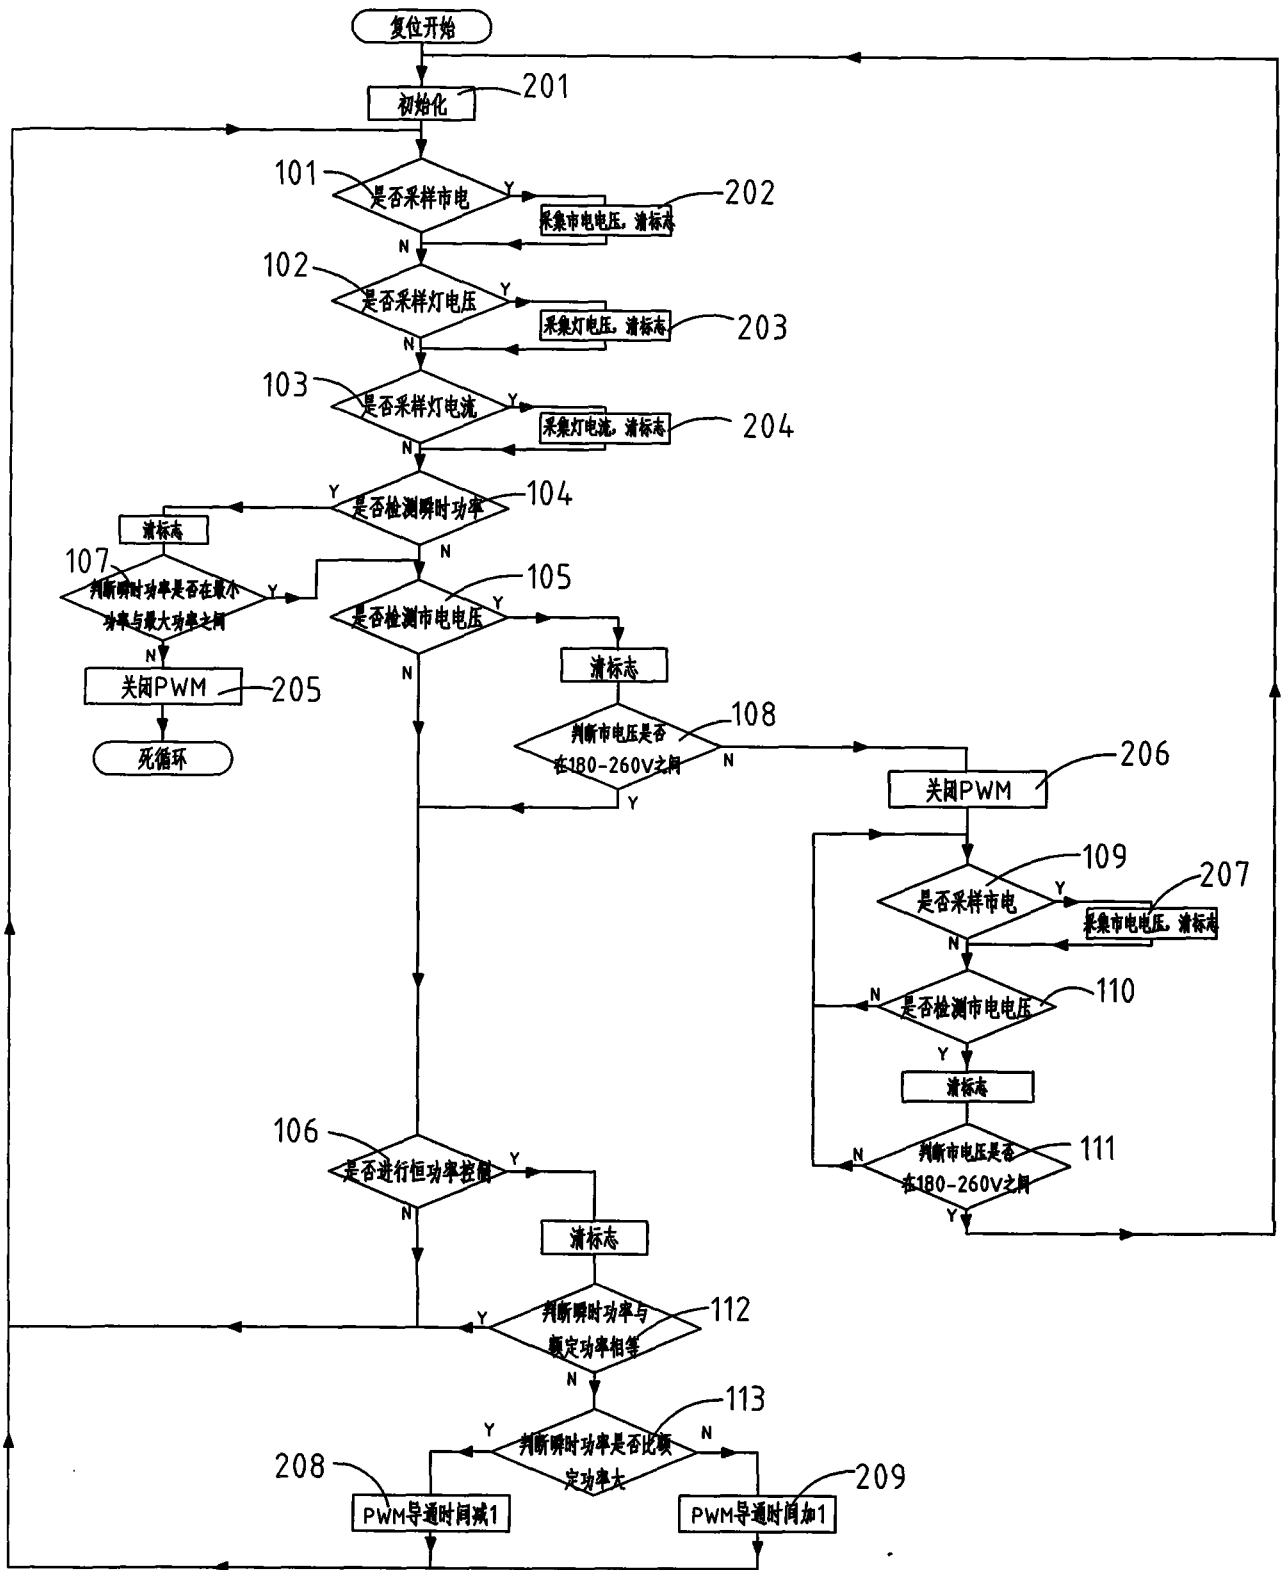 复位开始
初始化
201
101
是否采样市电
Y
202
采集市电电压，清标志
N
102
是否采样灯电压
Y
采集灯电压，清标志
203
N
103
是否采样灯电流
Y
采集灯电流，清标志
204
N
Y
是否检测瞬时功率
104
清标志
N
107
判断瞬时功率是否在最小
功率与最大功率之间
Y
105
是否检测市电电压
Y
N
关闭PWM
205
死循环
N
清标志
判断市电压是否
在180-260V之间
108
N
Y
关闭PWM
206
109
是否采样市电
Y
207
采集市电电压，清标志
N
N
是否检测市电电压
110
Y
清标志
N
判断市电压是否
在180-260V之间
111
Y
106
是否进行恒功率控制
Y
N
清标志
Y
判断瞬时功率与
额定功率相等
112
N
113
Y
判断瞬时功率是否比额
定功率大
N
208
PWM导通时间减1
PWM导通时间加1
209